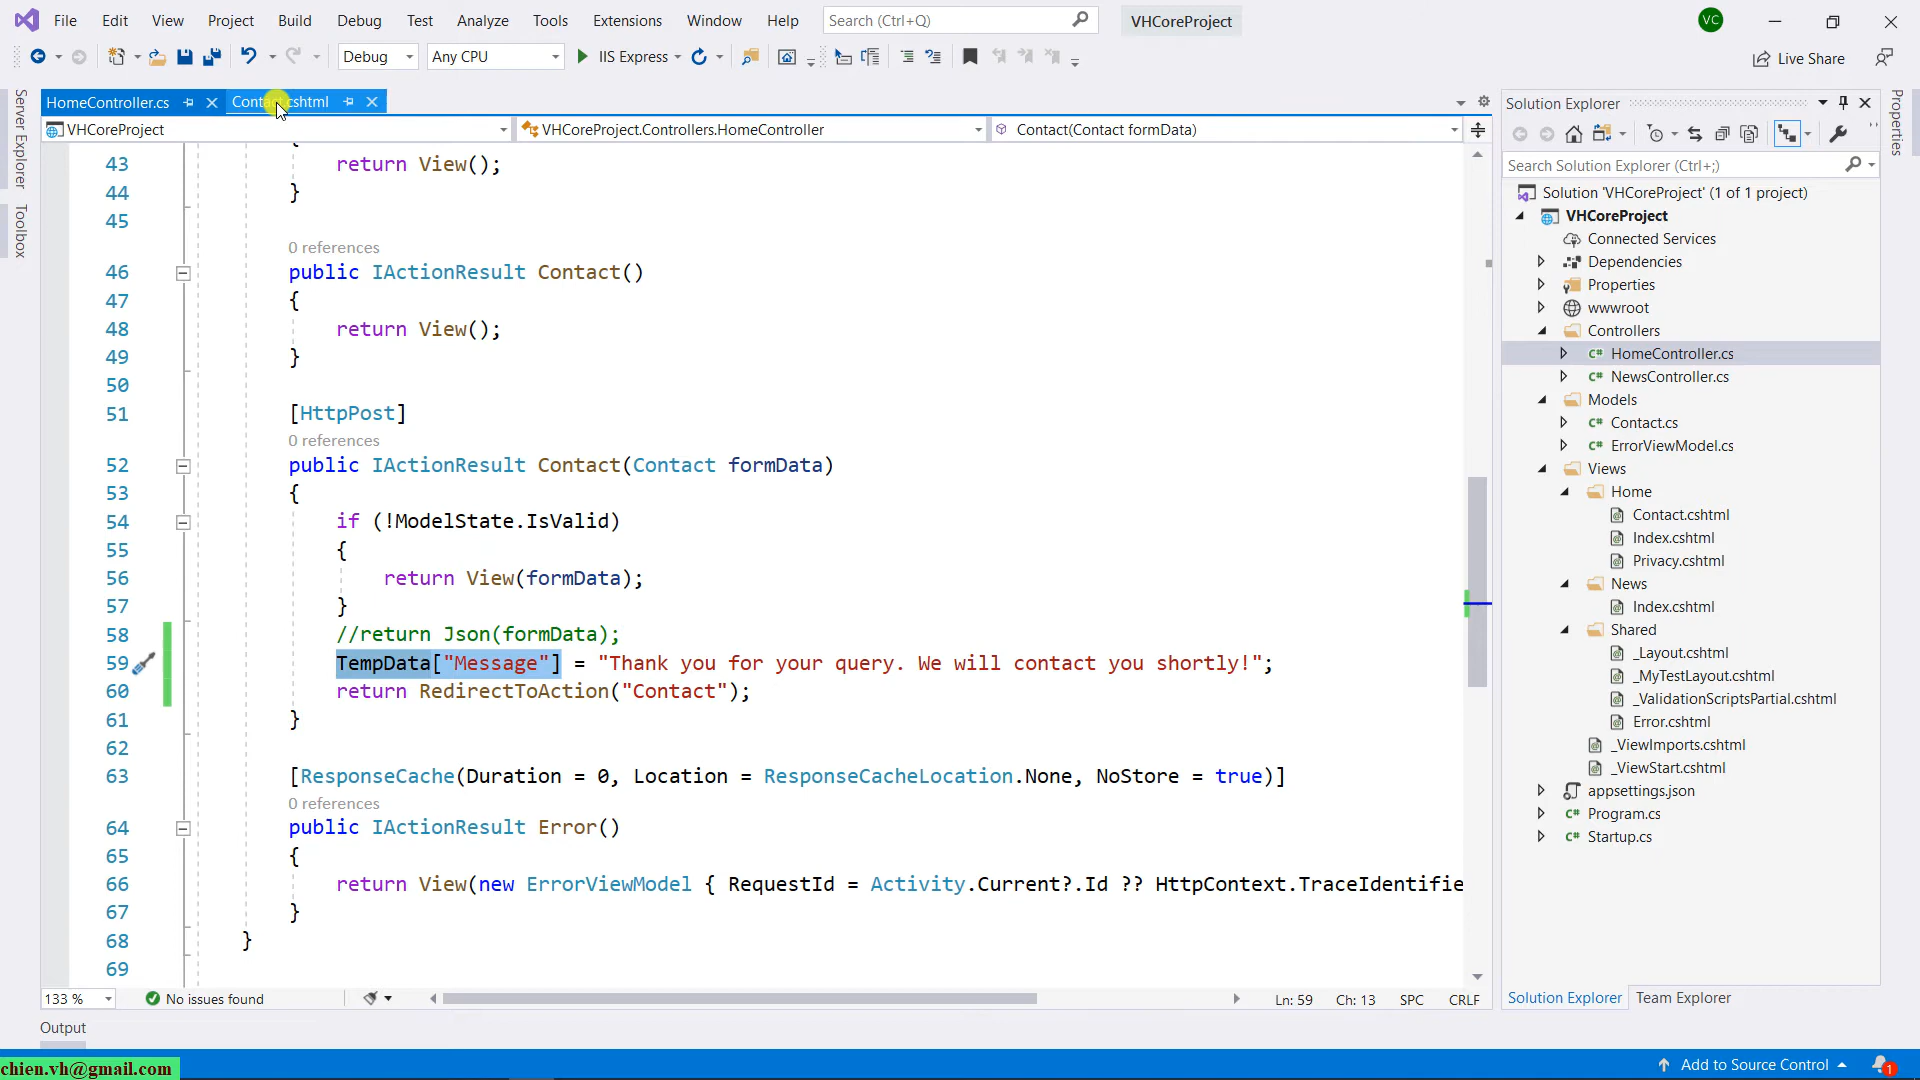 File Edit View Project Build Debug Test Analyze Tools Extensions Window Help Search (Ctrl+Q) VHCoreProject VC
Debug Any CPU IIS Express Live Share
HomeController.cs Contact.cshtml
VHCoreProject VHCoreProject.Controllers.HomeController Contact(Contact formData)
Server Explorer
Toolbox
43 return View();
44 }
45
0 references
46 public IActionResult Contact()
47 {
48 return View();
49 }
50
51 [HttpPost]
0 references
52 public IActionResult Contact(Contact formData)
53 {
54 if (!ModelState.IsValid)
55 {
56 return View(formData);
57 }
58 //return Json(formData);
59 TempData["Message"] = "Thank you for your query. We will contact you shortly!";
60 return RedirectToAction("Contact");
61 }
62
63 [ResponseCache(Duration = 0, Location = ResponseCacheLocation.None, NoStore = true)]
0 references
64 public IActionResult Error()
65 {
66 return View(new ErrorViewModel { RequestId = Activity.Current?.Id ?? HttpContext.TraceIdentifie
67 }
68 }
69
133 % No issues found Ln: 59 Ch: 13 SPC CRLF
Output
Solution Explorer
Search Solution Explorer (Ctrl+;)
Solution 'VHCoreProject' (1 of 1 project)
VHCoreProject
Connected Services
Dependencies
Properties
wwwroot
Controllers
C# HomeController.cs
C# NewsController.cs
Models
C# Contact.cs
C# ErrorViewModel.cs
Views
Home
Contact.cshtml
Index.cshtml
Privacy.cshtml
News
Index.cshtml
Shared
_Layout.cshtml
_MyTestLayout.cshtml
_ValidationScriptsPartial.cshtml
Error.cshtml
_ViewImports.cshtml
_ViewStart.cshtml
appsettings.json
C# Program.cs
C# Startup.cs
Solution Explorer Team Explorer
Properties
chien.vh@gmail.com
Add to Source Control 1